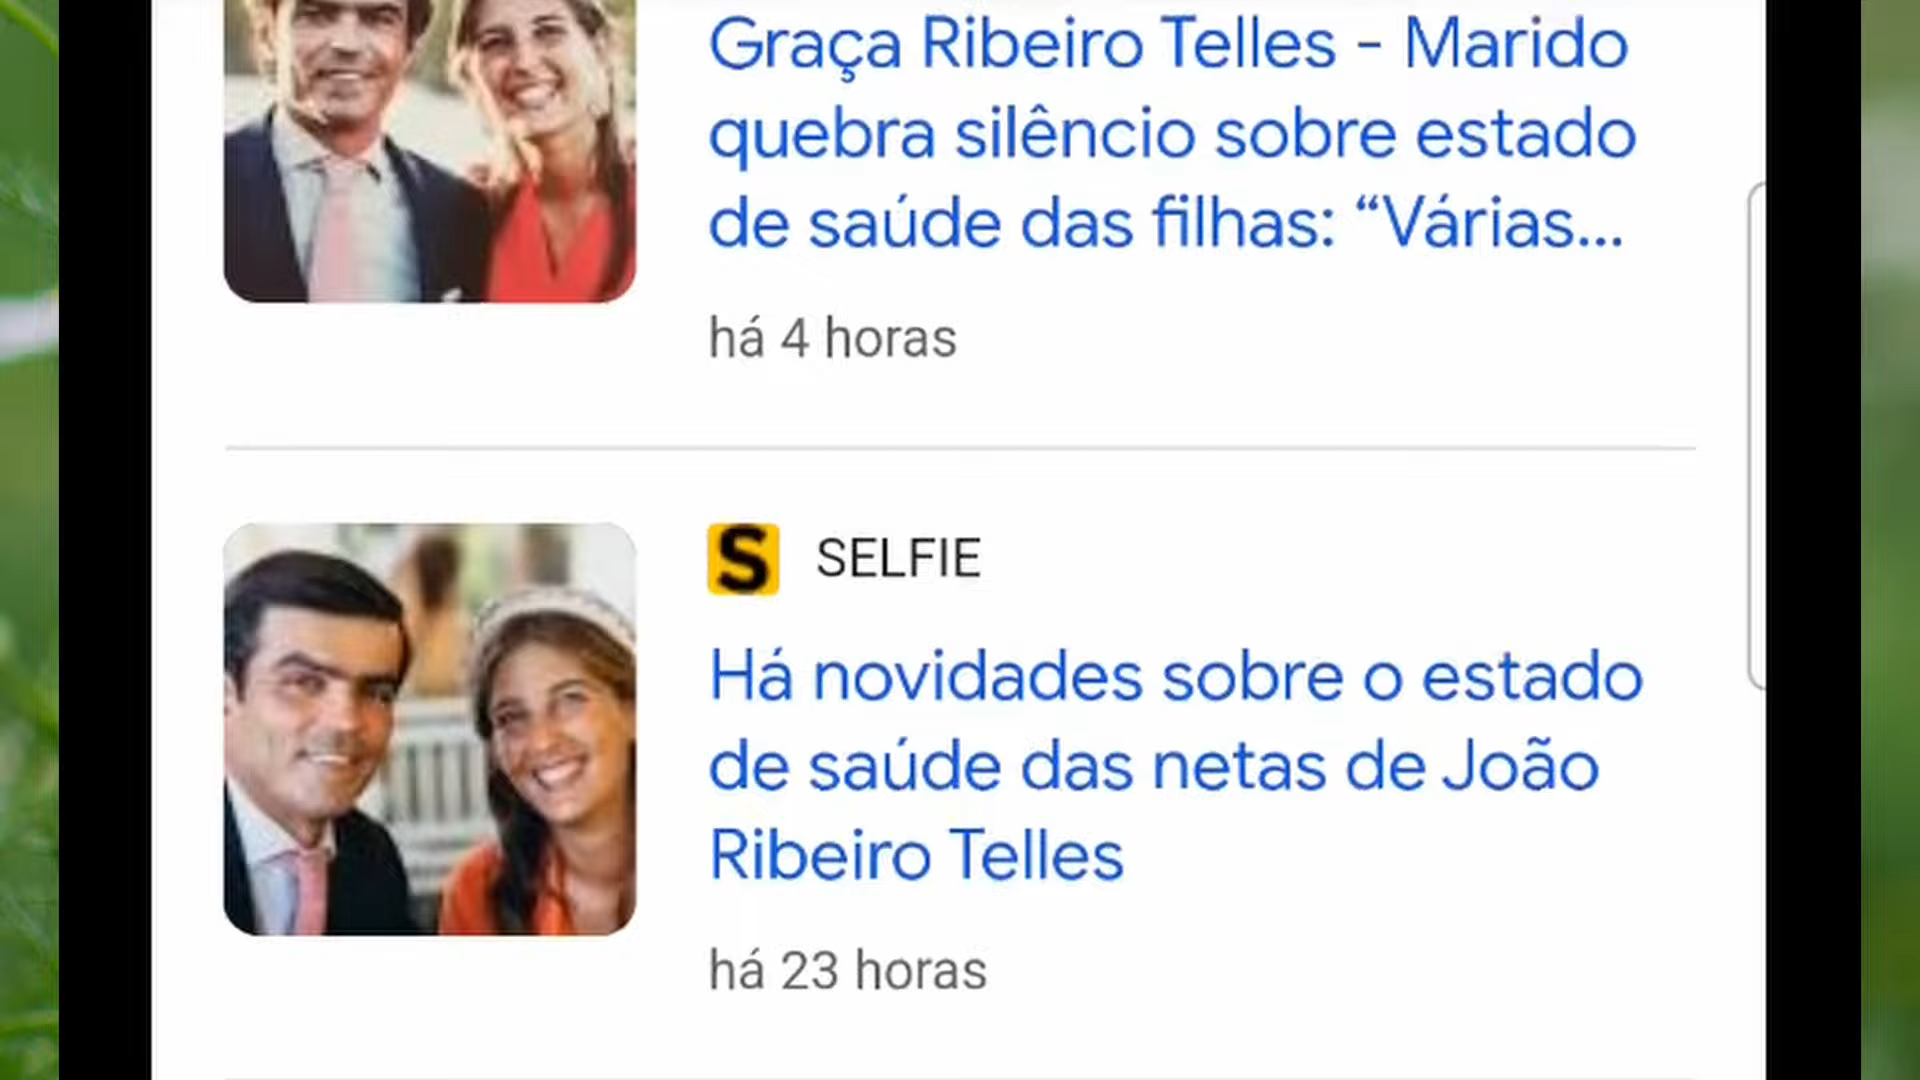 Graça Ribeiro Telles - Marido
quebra silêncio sobre estado
de saúde das filhas: “Várias...
há 4 horas
S SELFIE
Há novidades sobre o estado
de saúde das netas de João
Ribeiro Telles
há 23 horas